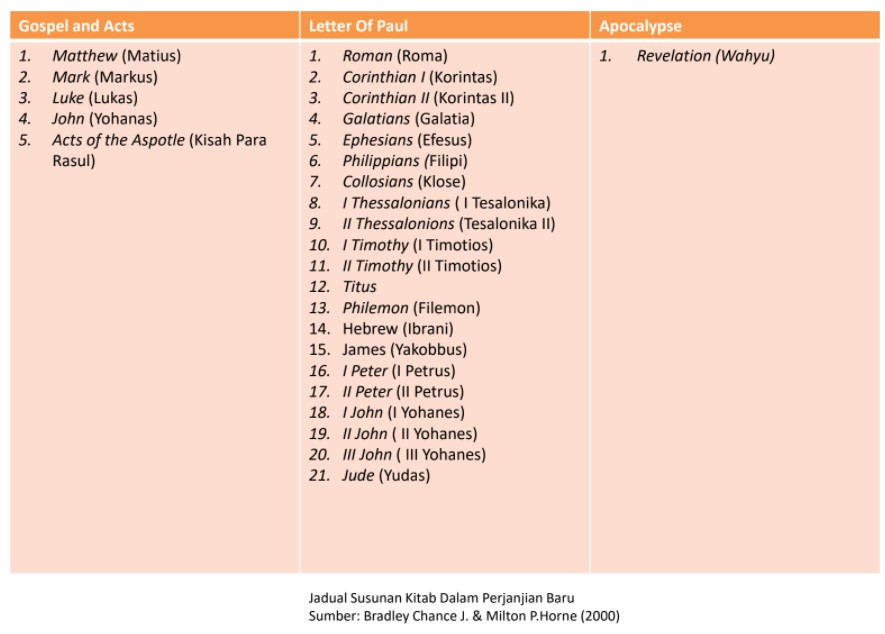 Gospel and Acts
1. Matthew (Matius)
2. Mark (Markus)
3. Luke (Lukas)
4. John (Yohanas)
5. Acts of the Aspotle (Kisah Para
Rasul)
Letter Of Paul
1. Roman (Roma)
2. Corinthian I (Korintas)
3. Corinthian II (Korintas II)
4. Galatians (Galatia)
5. Ephesians (Efesus)
6. Philippians (Filipi)
7. Collosians (Klose)
8. I Thessalonians ( I Tesalonika)
9. II Thessalonions (Tesalonika II)
10. I Timothy (I Timotios)
11. II Timothy (II Timotios)
12. Titus
13. Philemon (Filemon)
14. Hebrew (Ibrani)
15. James (Yakobbus)
16. I Peter (I Petrus)
17. II Peter (II Petrus)
18. I John (I Yohanes)
19. II John ( II Yohanes)
20. III John ( III Yohanes)
21. Jude (Yudas)
Apocalypse
1. Revelation (Wahyu)
Jadual Susunan Kitab Dalam Perjanjian Baru
Sumber: Bradley Chance J. & Milton P.Horne (2000)